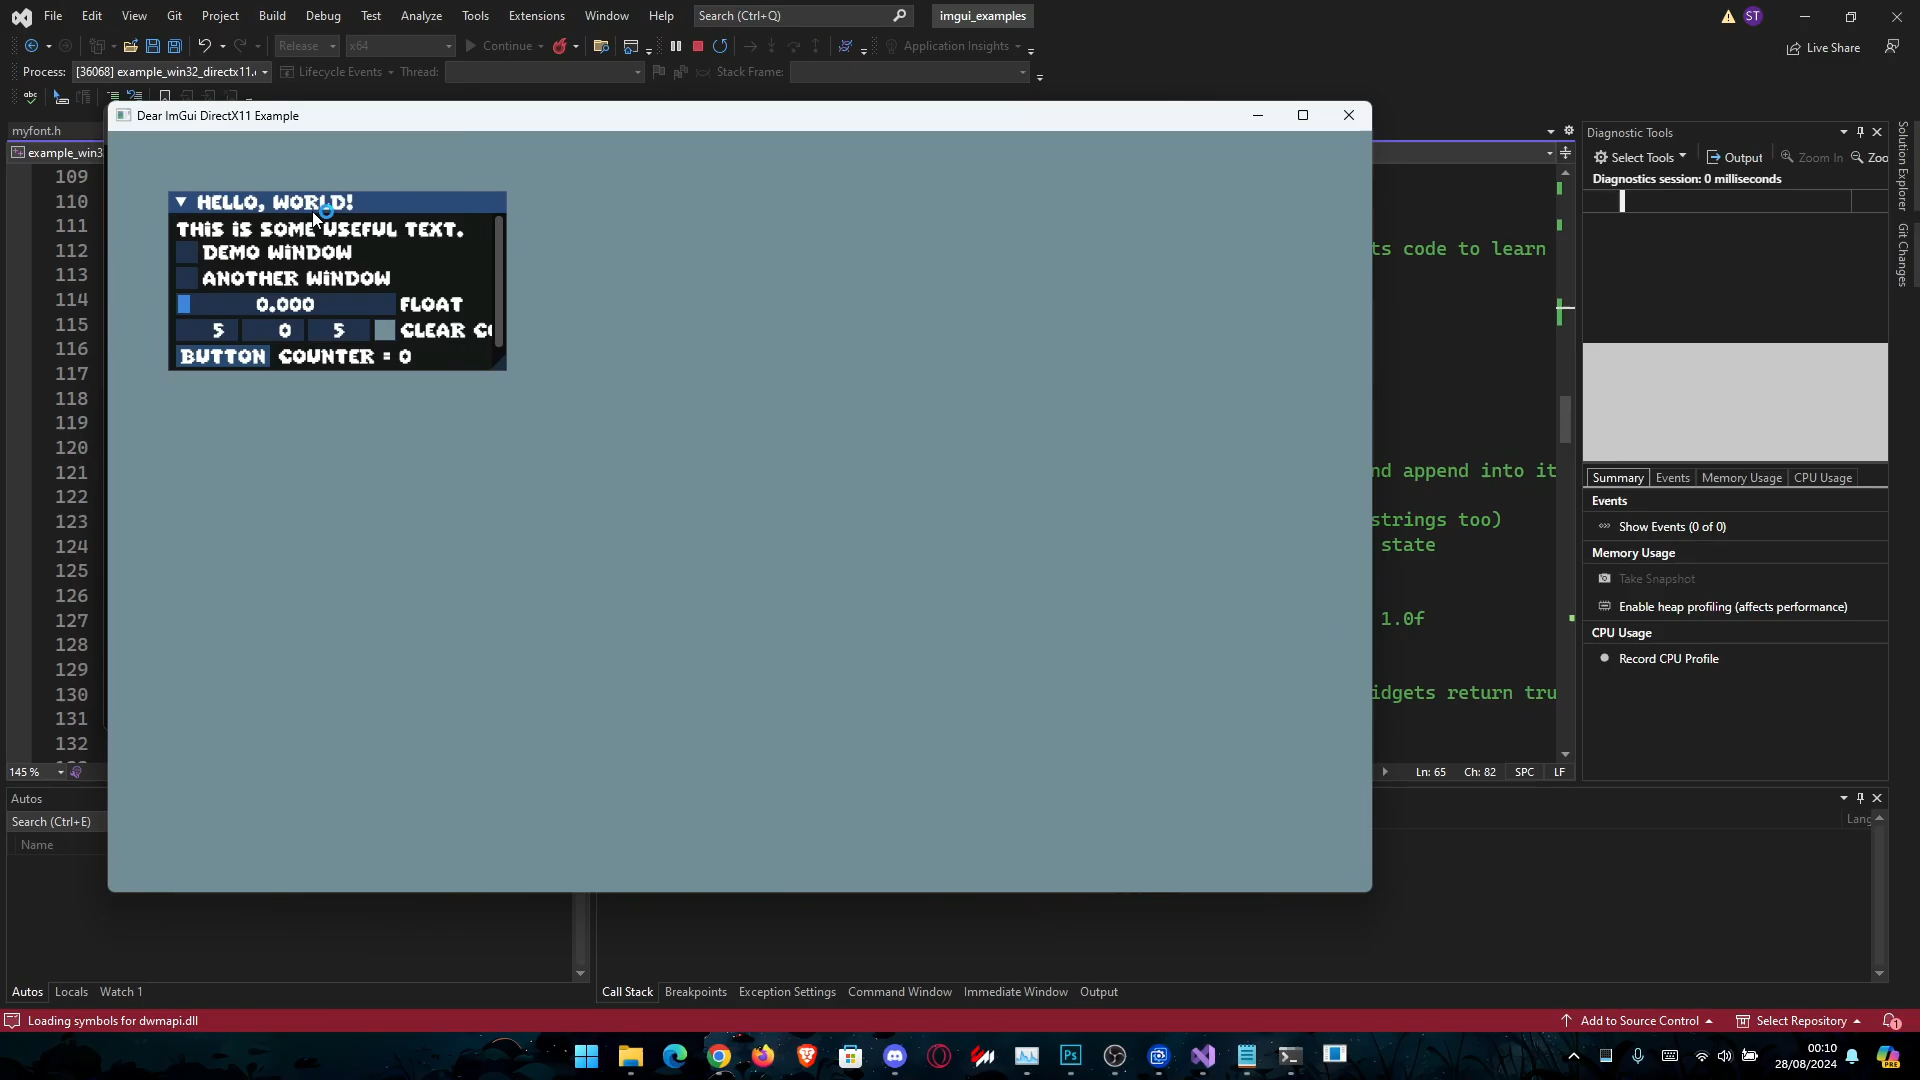 File Edit View Git Project Build Debug Test Analyze Tools Extensions Window Help Search (Ctrl+Q) imgui_examples ST
Release x64 Continue Application Insights Live Share
Process: [36068] example_win32_directx11. Lifecycle Events Thread: Stack Frame:
abc
myfont.h
example_win3
Dear ImGui DirectX11 Example
HELLO, WORLD!
THIS IS SOME USEFUL TEXT.
DEMO WINDOW
ANOTHER WINDOW
0.000 FLOAT
5 0 5 CLEAR CO
BUTTON COUNTER = 0
109
110
111
112
113
114
115
116
117
118
119
120
121
122
123
124
125
126
127
128
129
130
131
132
ts code to learn
nd append into it
strings too)
state
1.0f
idgets return tru
145 %
Ln: 65 Ch: 82 SPC LF
Diagnostic Tools
Select Tools Output Zoom In Zoo
Diagnostics session: 0 milliseconds
Summary Events Memory Usage CPU Usage
Events
Show Events (0 of 0)
Memory Usage
Take Snapshot
Enable heap profiling (affects performance)
CPU Usage
Record CPU Profile
Solution Explorer
Git Changes
Autos
Search (Ctrl+E)
Name
Lang
Autos Locals Watch 1
Call Stack Breakpoints Exception Settings Command Window Immediate Window Output
Loading symbols for dwmapi.dll
Add to Source Control Select Repository 1
Ps
00:10
28/08/2024
PRE